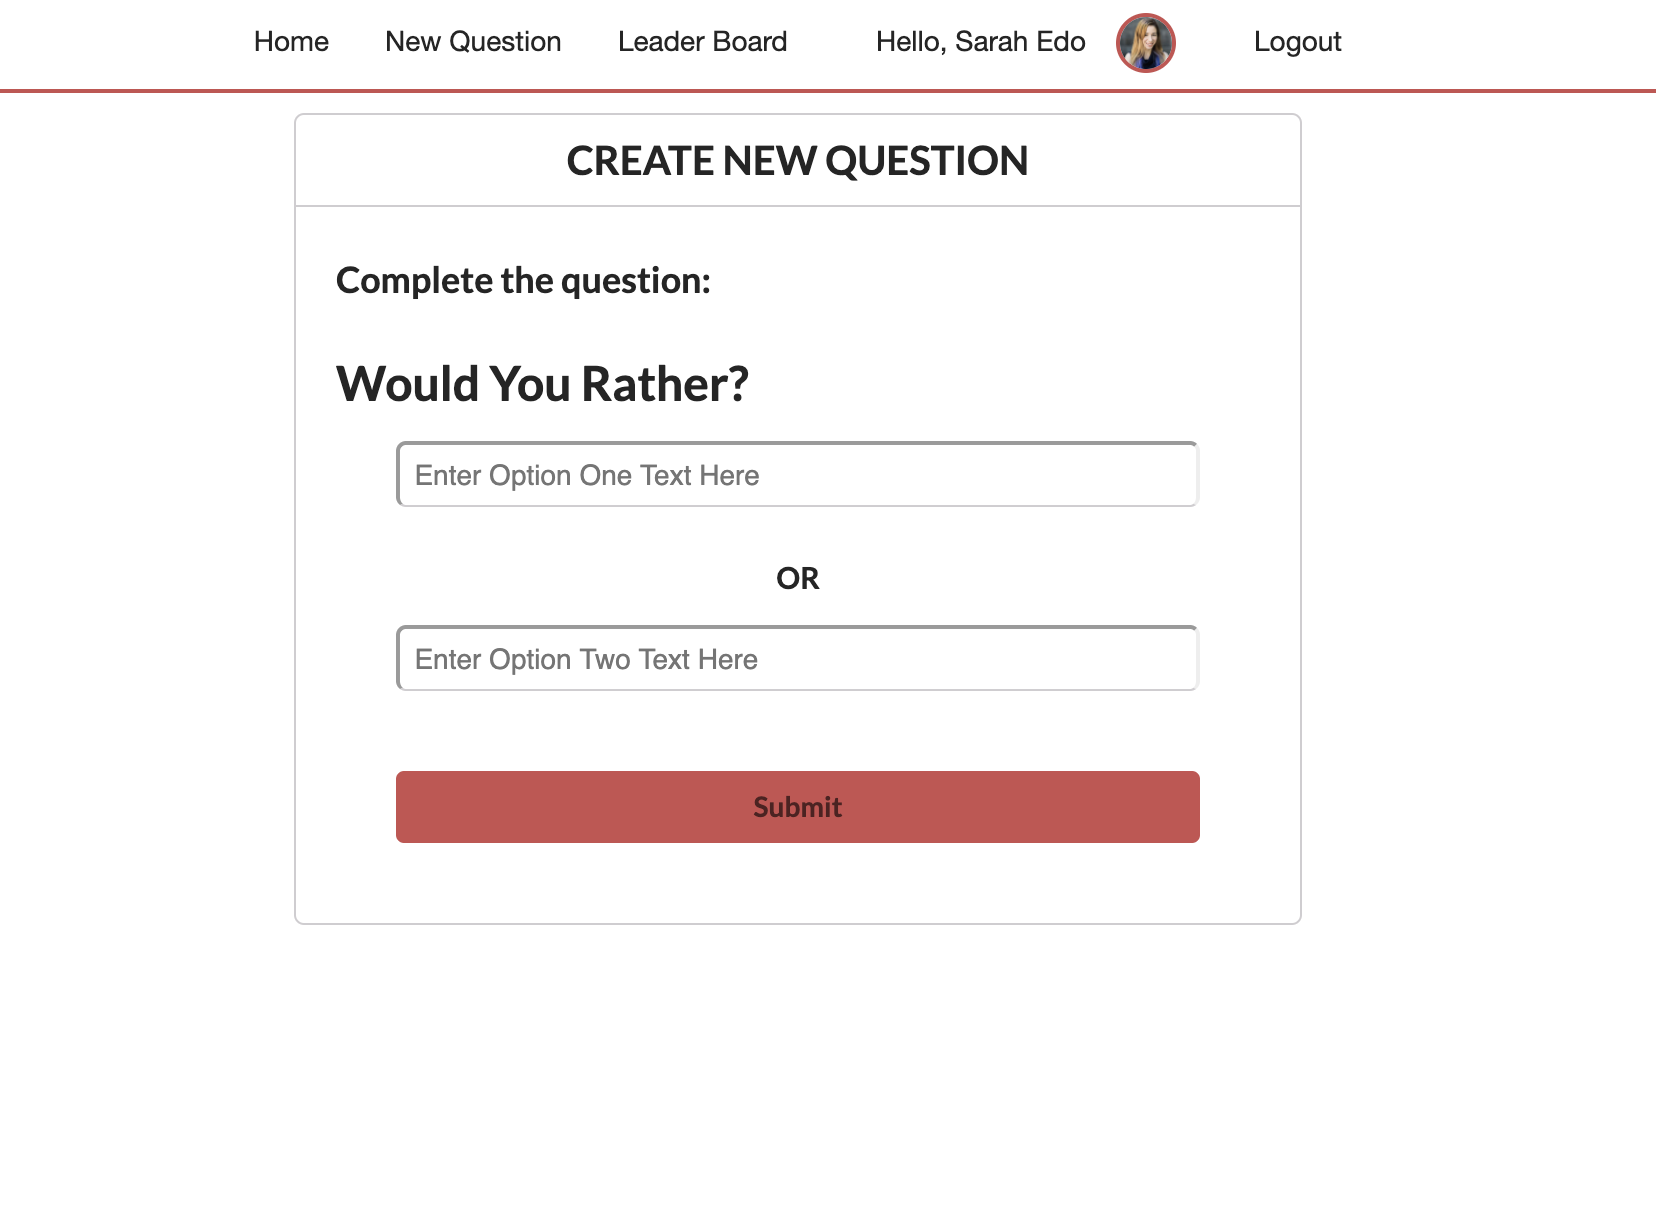 Home New Question Leader Board Hello, Sarah Edo Logout
CREATE NEW QUESTION
Complete the question:
Would You Rather?
Enter Option One Text Here
OR
Enter Option Two Text Here
Submit